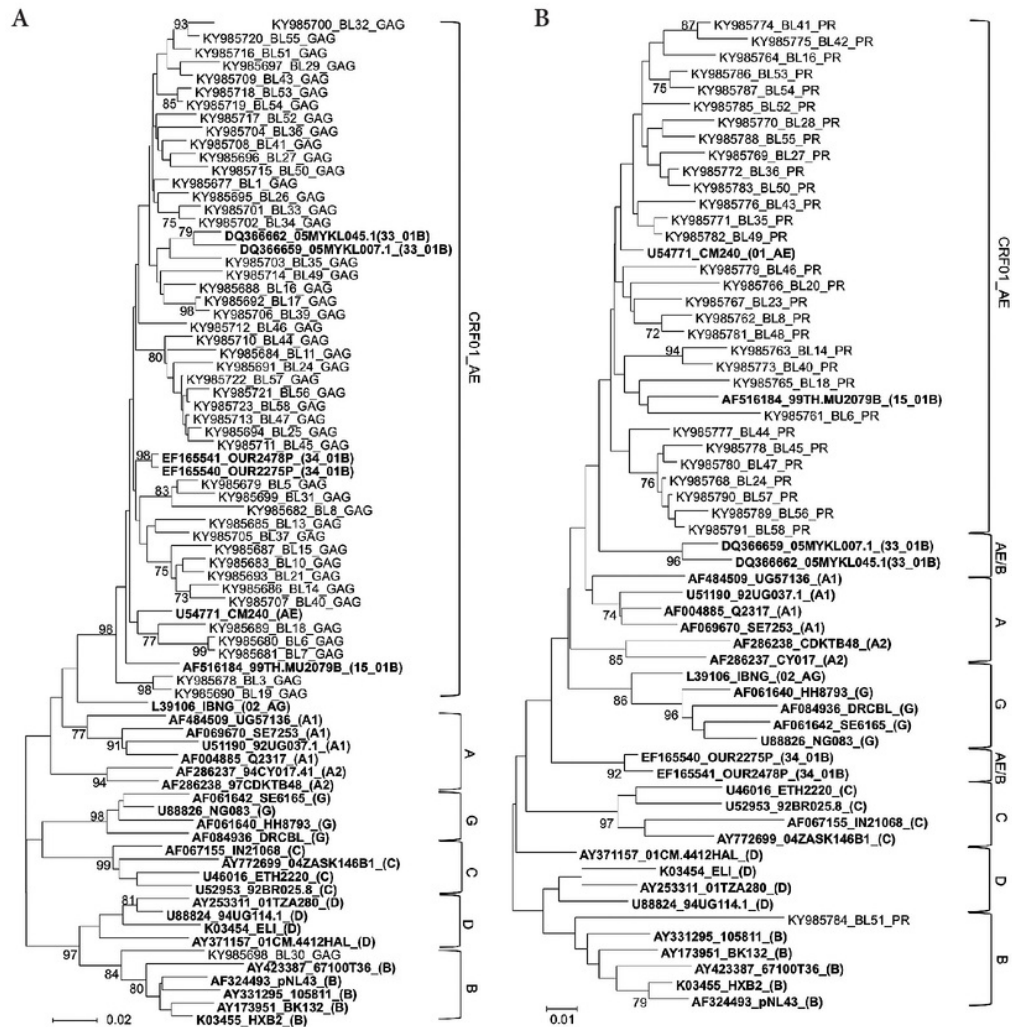 A
93
KY985700_BL32_GAG
KY985720_BL55_GAG
KY985716_BL51_GAG
KY985697_BL29_GAG
KY985709_BL43_GAG
KY985718_BL53_GAG
85
KY985719_BL54_GAG
KY985717_BL52_GAG
KY985704_BL36_GAG
KY985708_BL41_GAG
KY985696_BL27_GAG
KY985715_BL50_GAG
KY985677_BL1_GAG
KY985695_BL26_GAG
KY985701_BL33_GAG
75
KY985702_BL34_GAG
79
DQ366662_05MYKL045.1(33_01B)
DQ366659_05MYKL007.1_(33_01B)
KY985703_BL35_GAG
KY985714_BL49_GAG
KY985688_BL16_GAG
KY985692_BL17_GAG
98
KY985706_BL39_GAG
KY985712_BL46_GAG
KY985710_BL44_GAG
80
KY985684_BL11_GAG
KY985691_BL24_GAG
KY985722_BL57_GAG
KY985721_BL56_GAG
KY985723_BL58_GAG
KY985713_BL47_GAG
KY985694_BL25_GAG
KY985711_BL45_GAG
98
EF165541_OUR2478P_(34_01B)
EF165540_OUR2275P_(34_01B)
KY985679_BL5_GAG
83
KY985699_BL31_GAG
KY985682_BL8_GAG
KY985685_BL13_GAG
KY985705_BL37_GAG
KY985687_BL15_GAG
KY985683_BL10_GAG
75
KY985693_BL21_GAG
KY985686_BL14_GAG
73
KY985707_BL40_GAG
U54771_CM240_(AE)
98
KY985689_BL18_GAG
77
KY985680_BL6_GAG
99
KY985681_BL7_GAG
AF516184_99TH.MU2079B_(15_01B)
KY985678_BL3_GAG
98
KY985690_BL19_GAG
CRF01_AE
L39106_IBNG_(02_AG)
AF484509_UG57136_(A1)
77
AF069670_SE7253_(A1)
91
U51190_92UG037.1_(A1)
AF004885_Q2317_(A1)
AF286237_94CY017.41_(A2)
94
AF286238_97CDKTB48_(A2)
A
AF061642_SE6165_(G)
U88826_NG083_(G)
98
AF061640_HH8793_(G)
AF084936_DRCBL_(G)
G
AF067155_IN21068_(C)
99
AY772699_04ZASK146B1_(C)
U46016_ETH2220_(C)
U52953_92BR025.8_(C)
C
81
AY253311_01TZA280_(D)
U88824_94UG114.1_(D)
K03454_ELI_(D)
AY371157_01CM.4412HAL_(D)
D
97
KY985698_BL30_GAG
84
AY423387_67100T36_(B)
80
AF324493_pNL43_(B)
AY331295_105811_(B)
AY173951_BK132_(B)
K03455_HXB2_(B)
B
0.02
B
87
KY985774_BL41_PR
KY985775_BL42_PR
KY985764_BL16_PR
KY985786_BL53_PR
75
KY985787_BL54_PR
KY985785_BL52_PR
KY985770_BL28_PR
KY985788_BL55_PR
KY985769_BL27_PR
KY985772_BL36_PR
KY985783_BL50_PR
KY985776_BL43_PR
KY985771_BL35_PR
KY985782_BL49_PR
U54771_CM240_(01_AE)
KY985779_BL46_PR
KY985766_BL20_PR
KY985767_BL23_PR
KY985762_BL8_PR
72
KY985781_BL48_PR
94
KY985763_BL14_PR
KY985773_BL40_PR
KY985765_BL18_PR
AF516184_99TH.MU2079B_(15_01B)
KY985761_BL6_PR
KY985777_BL44_PR
KY985778_BL45_PR
KY985780_BL47_PR
76
KY985768_BL24_PR
KY985790_BL57_PR
KY985789_BL56_PR
KY985791_BL58_PR
CRF01_AE
DQ366659_05MYKL007.1_(33_01B)
96
DQ366662_05MYKL045.1(33_01B)
AE/B
AF484509_UG57136_(A1)
U51190_92UG037.1_(A1)
74
AF004885_Q2317_(A1)
AF069670_SE7253_(A1)
AF286238_CDKTB48_(A2)
85
AF286237_CY017_(A2)
A
L39106_IBNG_(02_AG)
86
AF061640_HH8793_(G)
96
AF084936_DRCBL_(G)
AF061642_SE6165_(G)
U88826_NG083_(G)
G
EF165540_OUR2275P_(34_01B)
92
EF165541_OUR2478P_(34_01B)
AE/B
U46016_ETH2220_(C)
U52953_92BR025.8_(C)
97
AF067155_IN21068_(C)
AY772699_04ZASK146B1_(C)
C
AY371157_01CM.4412HAL_(D)
K03454_ELI_(D)
AY253311_01TZA280_(D)
U88824_94UG114.1_(D)
D
KY985784_BL51_PR
AY331295_105811_(B)
AY173951_BK132_(B)
AY423387_67100T36_(B)
K03455_HXB2_(B)
79
AF324493_pNL43_(B)
B
0.01